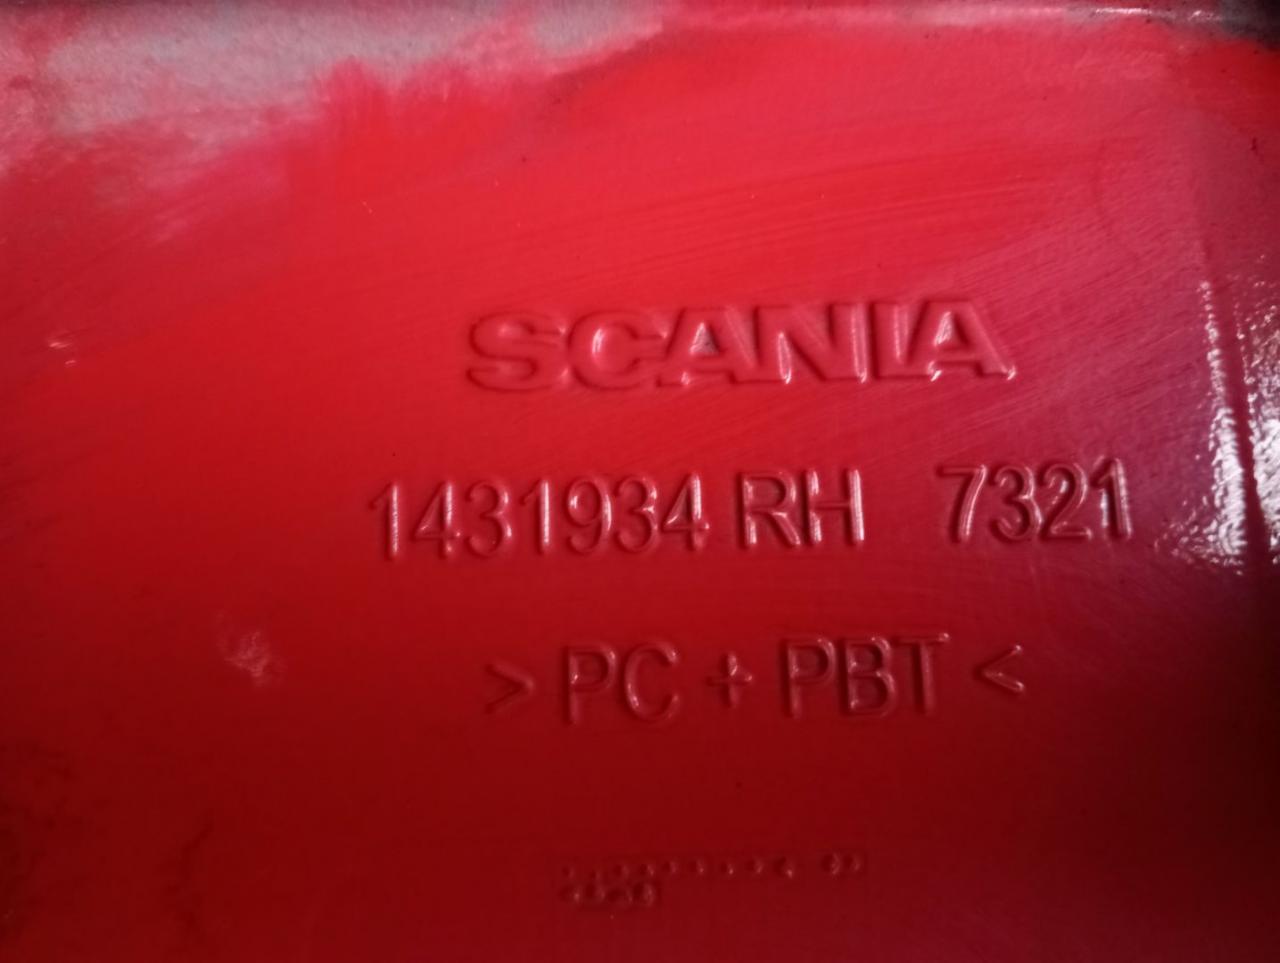 SCANIA
1431934 RH 7321
> PC + PBT <